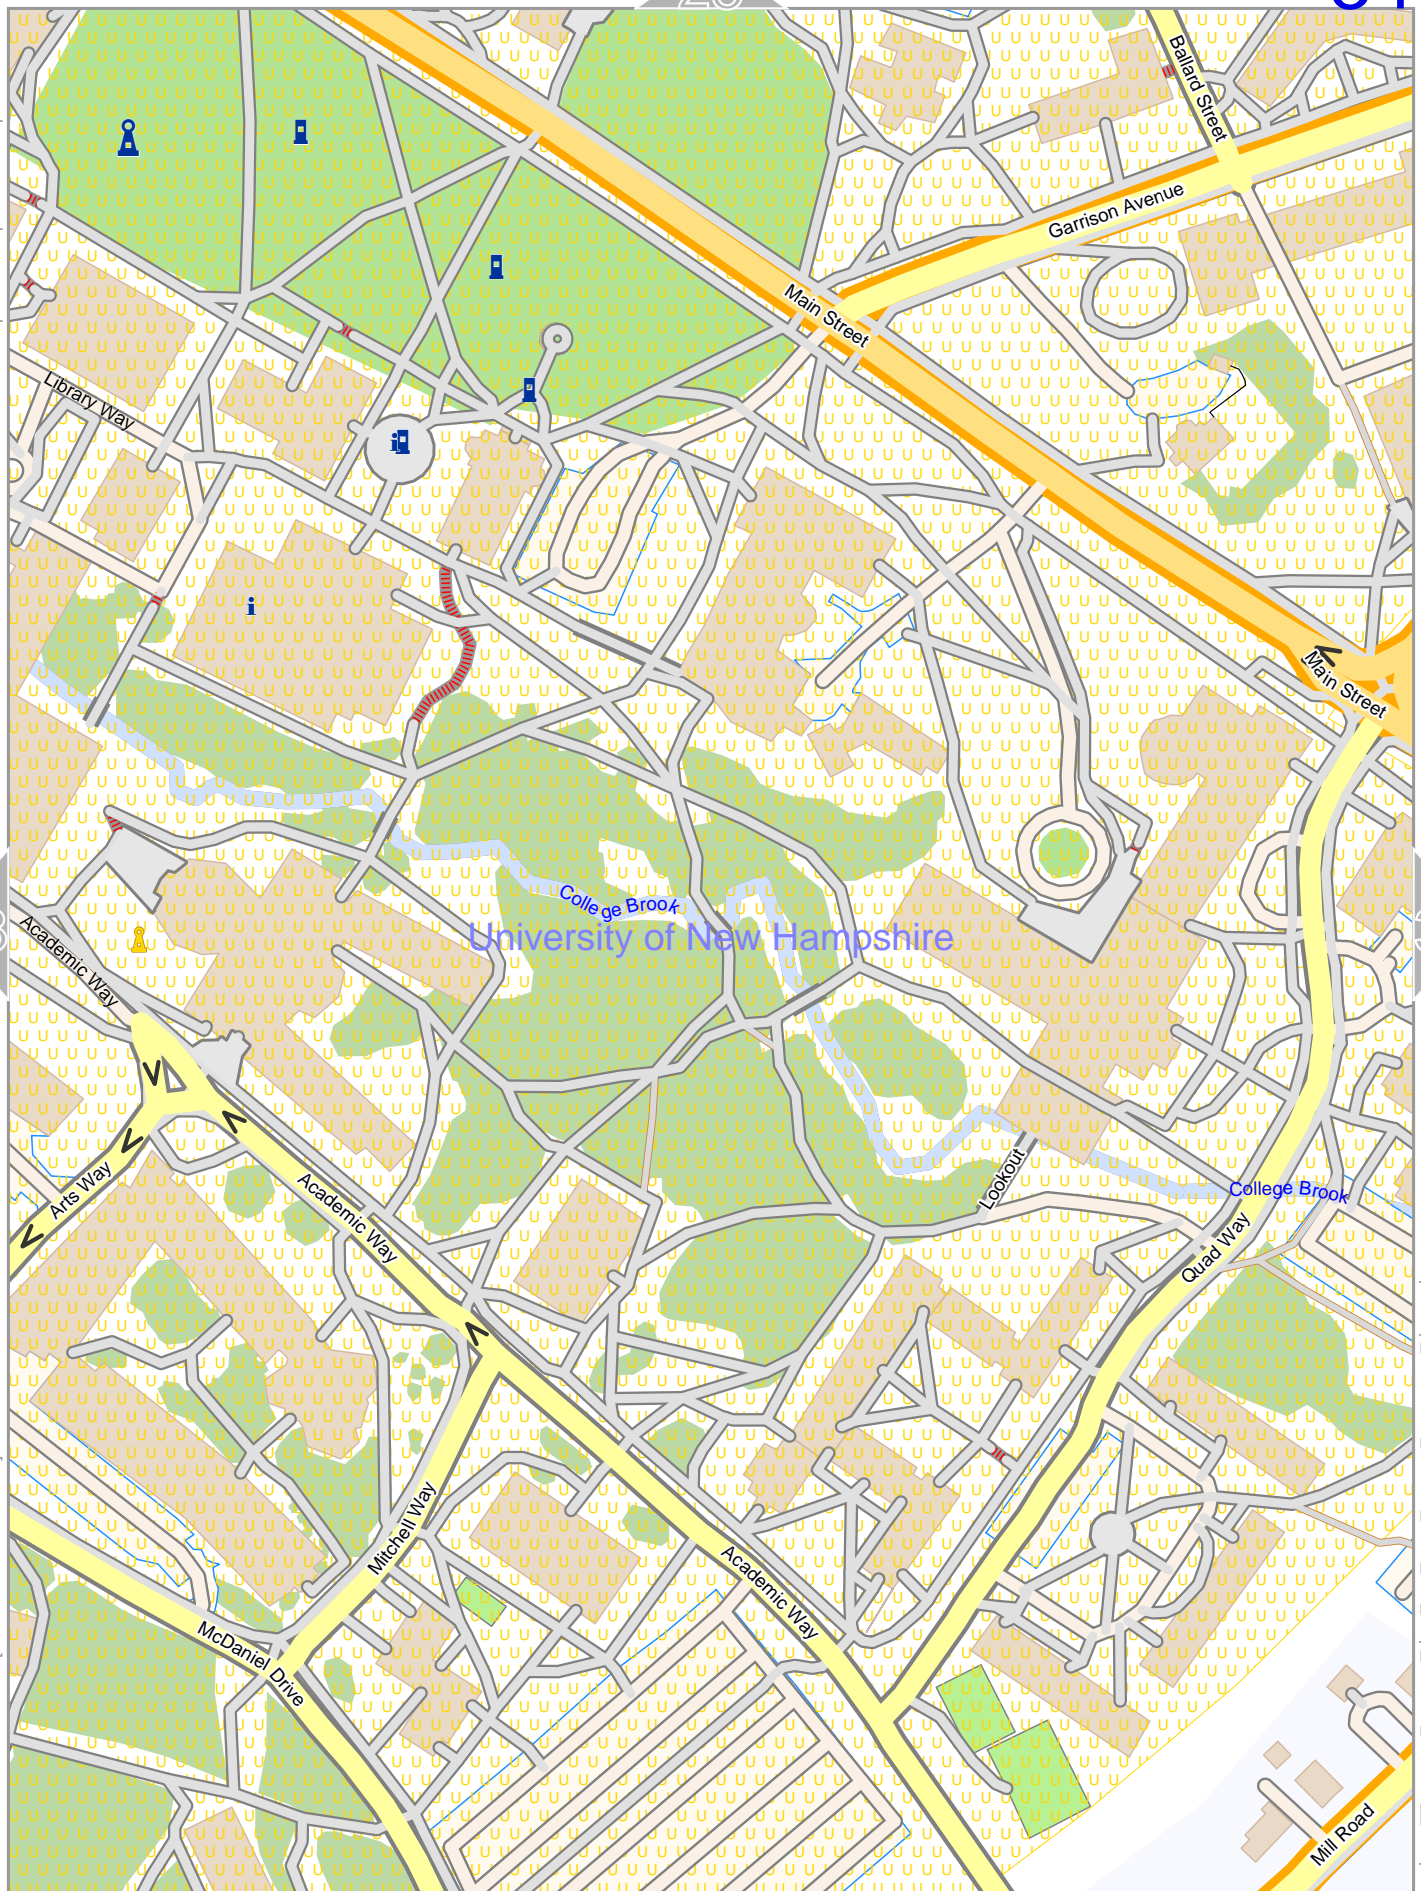 Ballard Street
Garrison Avenue
Main Street
Library Way
Main Street
College Brook
University of New Hampshire
Academic Way
Lookout
Arts Way
Academic Way
College Brook
Quad Way
Mitchell Way
Academic Way
McDaniel Drive
Mill Road